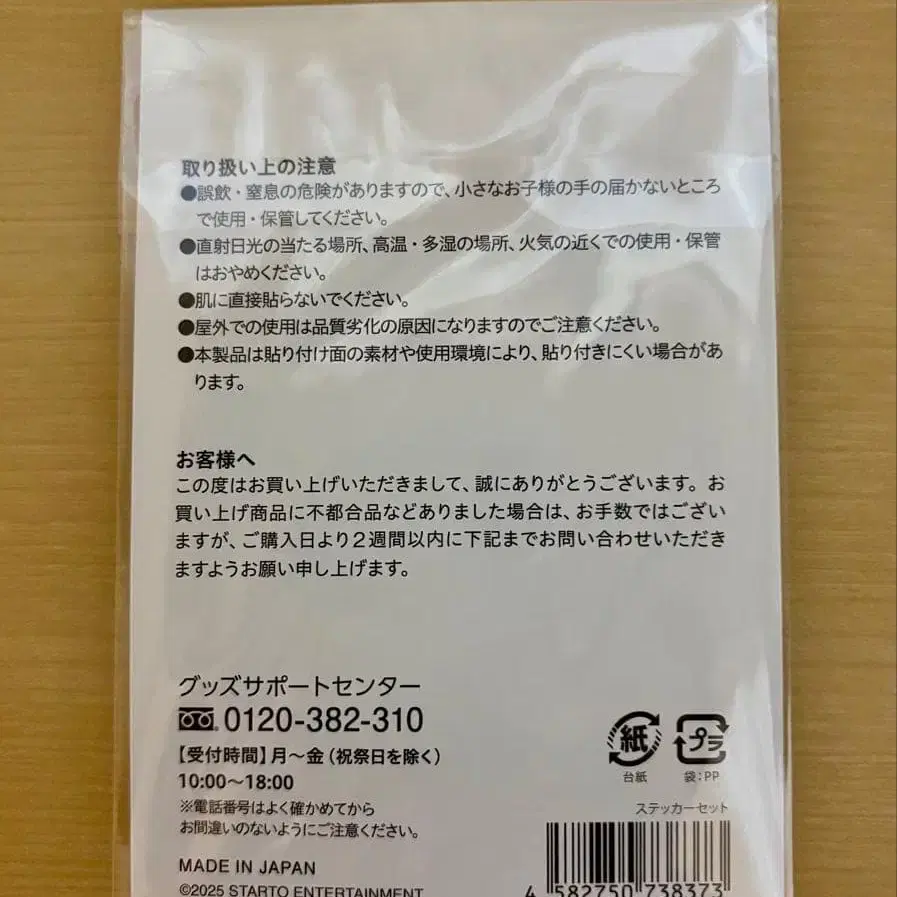 取り扱い上の注意
●誤飲・窒息の危険がありますので、小さなお子様の手の届かないところ
で使用・保管してください。
●直射日光の当たる場所、高温・多湿の場所、火気の近くでの使用・保管
はおやめください。
●肌に直接貼らないでください。
●屋外での使用は品質劣化の原因になりますのでご注意ください。
●本製品は貼り付け面の素材や使用環境により、貼り付きにくい場合があ
ります。
お客様へ
この度はお買い上げいただきまして、誠にありがとうございます。お
買い上げ商品に不都合品などありました場合は、お手数ではござい
ますが、ご購入日より2週間以内に下記までお問い合わせいただき
ますようお願い申し上げます。
グッズサポートセンター
0120-382-310
【受付時間】月〜金(祝祭日を除く)
10:00〜18:00
※電話番号はよく確かめてから
お間違いのないようにご注意ください。
MADE IN JAPAN
©2025 STARTO ENTERTAINMENT
紙
台紙
プラ
袋:PP
ステッカーセット
4 582750 738373